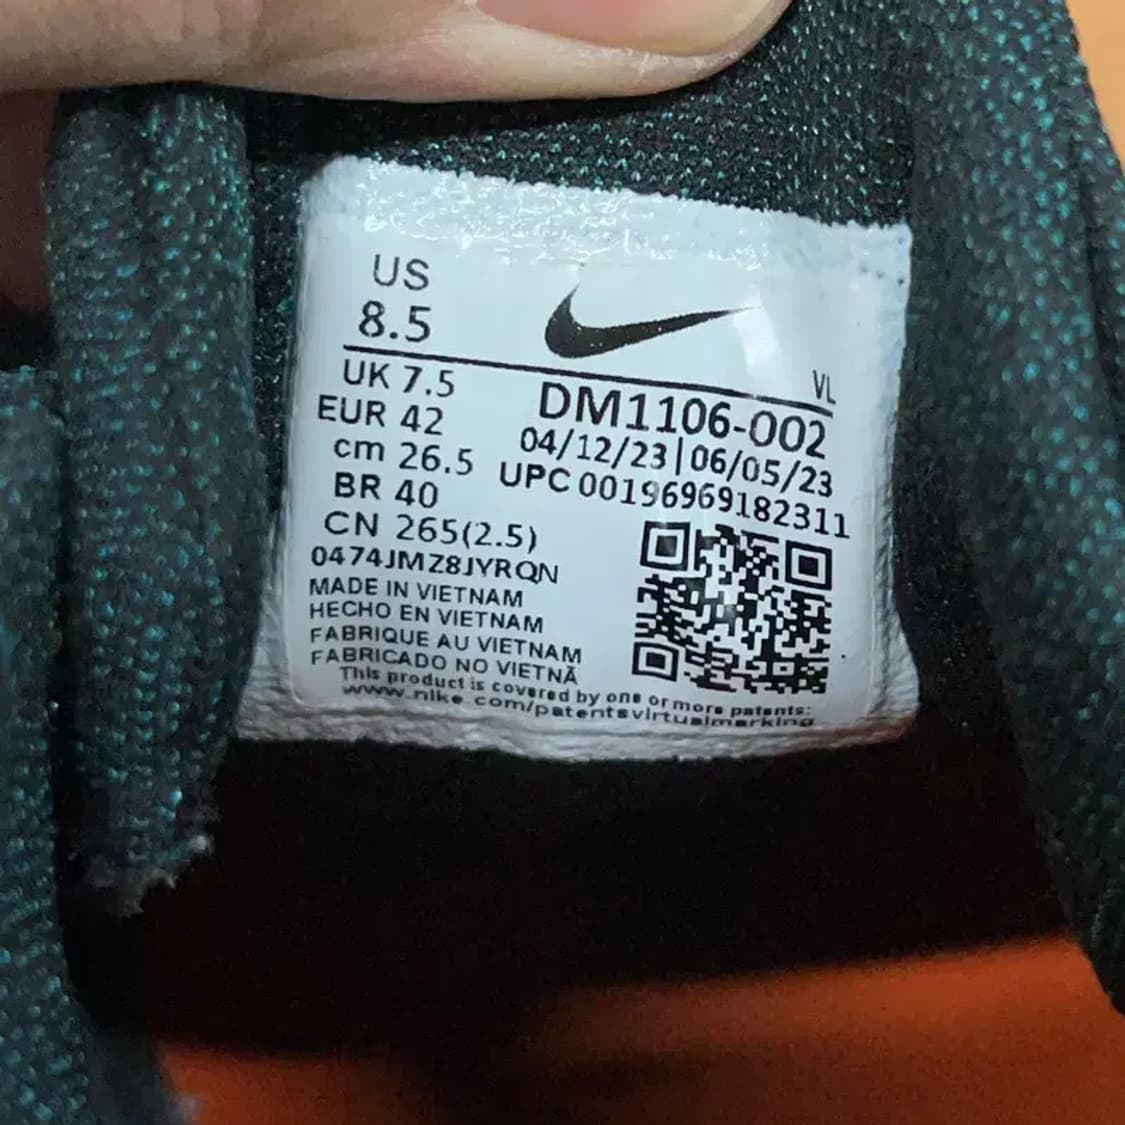 US
8.5
VL
UK 7.5
EUR 42
cm 26.5
BR 40
CN 265(2.5)
DM1106-002
04/12/23|06/05/23
UPC 00196969182311
0474JMZ8JYRQN
MADE IN VIETNAM
HECHO EN VIETNAM
FABRIQUE AU VIETNAM
FABRICADO NO VIETNÃ
This product is covered by one or more patents:
www.nike.com/patentsvirtualmarking